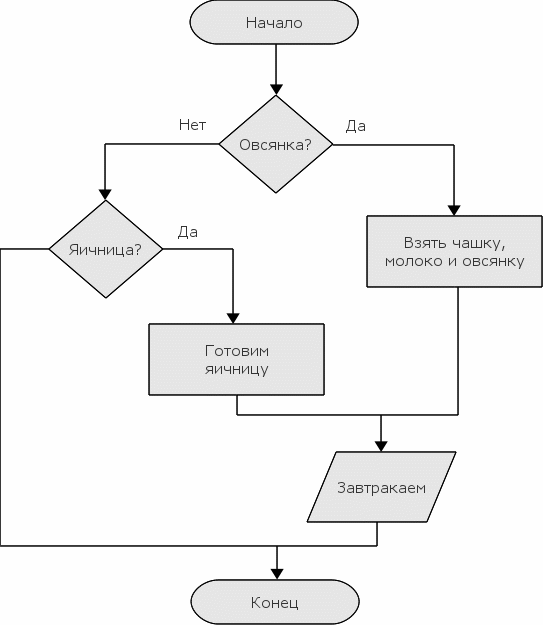 Начало
Нет
Да
Овсянка?
Яичница?
Да
Взять чашку,
молоко и овсянку
Готовим
яичницу
Завтракаем
Конец